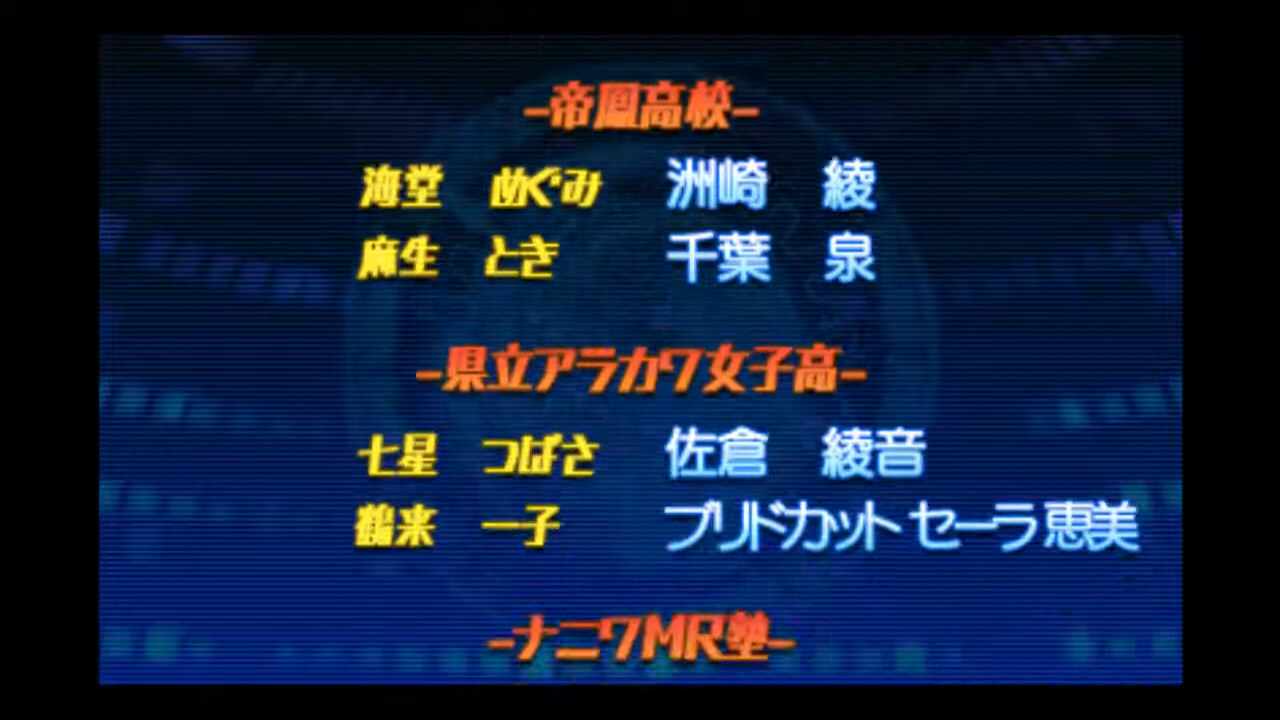 -帝鳳高校-
海堂 めぐみ 洲崎 綾
麻生 とき 千葉 泉
-県立アラカワ女子高-
七星 つばさ 佐倉 綾音
鶴来 一子 ブリドカット セーラ 恵美
-ナニワMR塾-